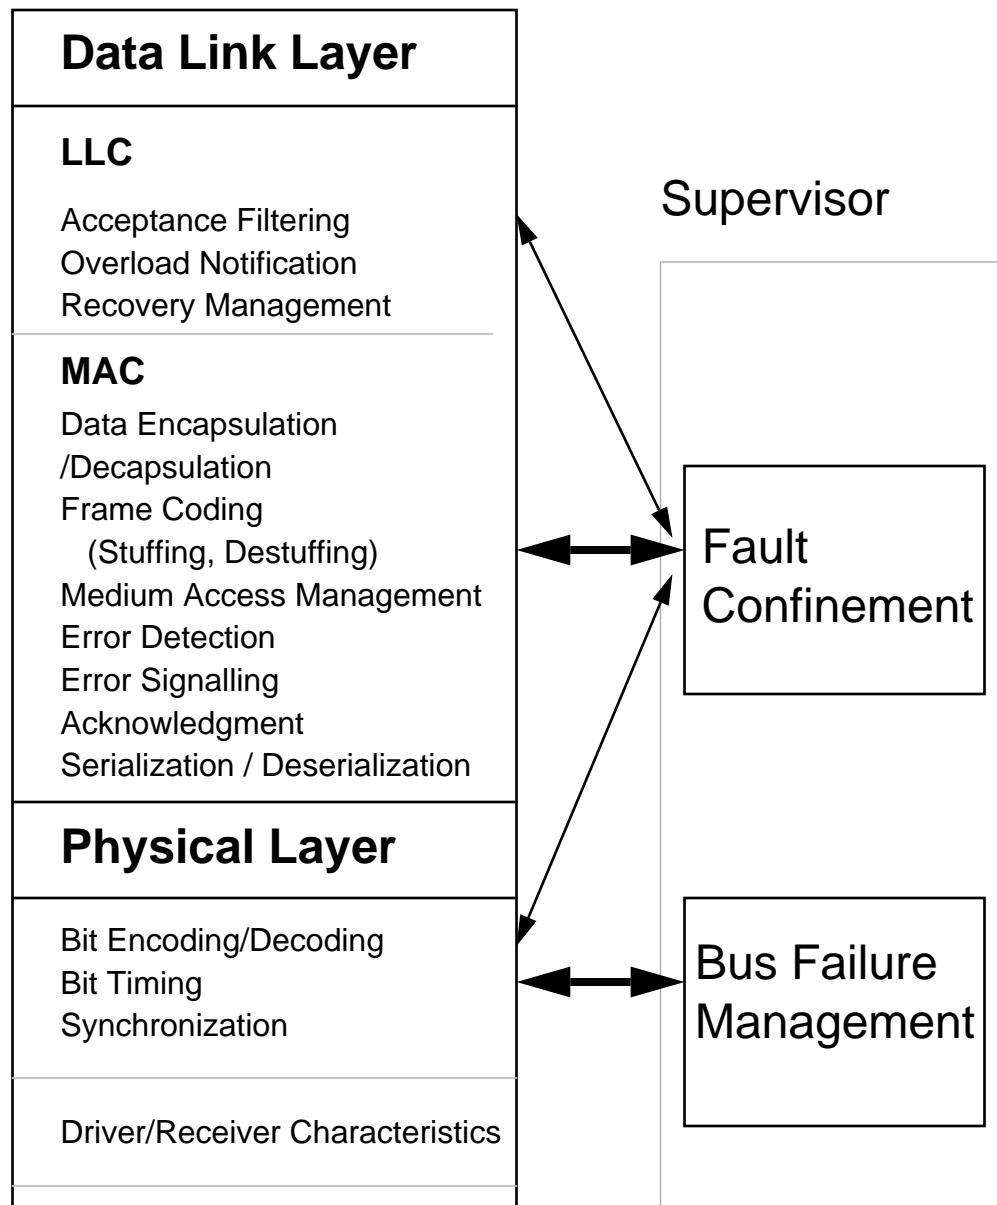 Data Link Layer
LLC
Acceptance Filtering
Overload Notification
Recovery Management
MAC
Data Encapsulation
/Decapsulation
Frame Coding
(Stuffing, Destuffing)
Medium Access Management
Error Detection
Error Signalling
Acknowledgment
Serialization / Deserialization
Physical Layer
Bit Encoding/Decoding
Bit Timing
Synchronization
Driver/Receiver Characteristics
Supervisor
Fault
Confinement
Bus Failure
Management